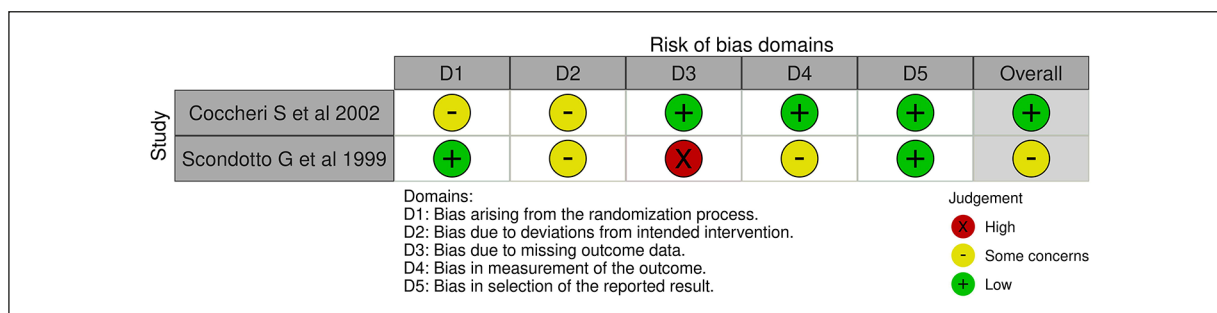 Risk of bias domains
D1 D2 D3 D4 D5 Overall
Study
Coccheri S et al 2002 - - + + + +
Scondotto G et al 1999 + - X - + -
Domains:
D1: Bias arising from the randomization process.
D2: Bias due to deviations from intended intervention.
D3: Bias due to missing outcome data.
D4: Bias in measurement of the outcome.
D5: Bias in selection of the reported result.
Judgement
X High
- Some concerns
+ Low